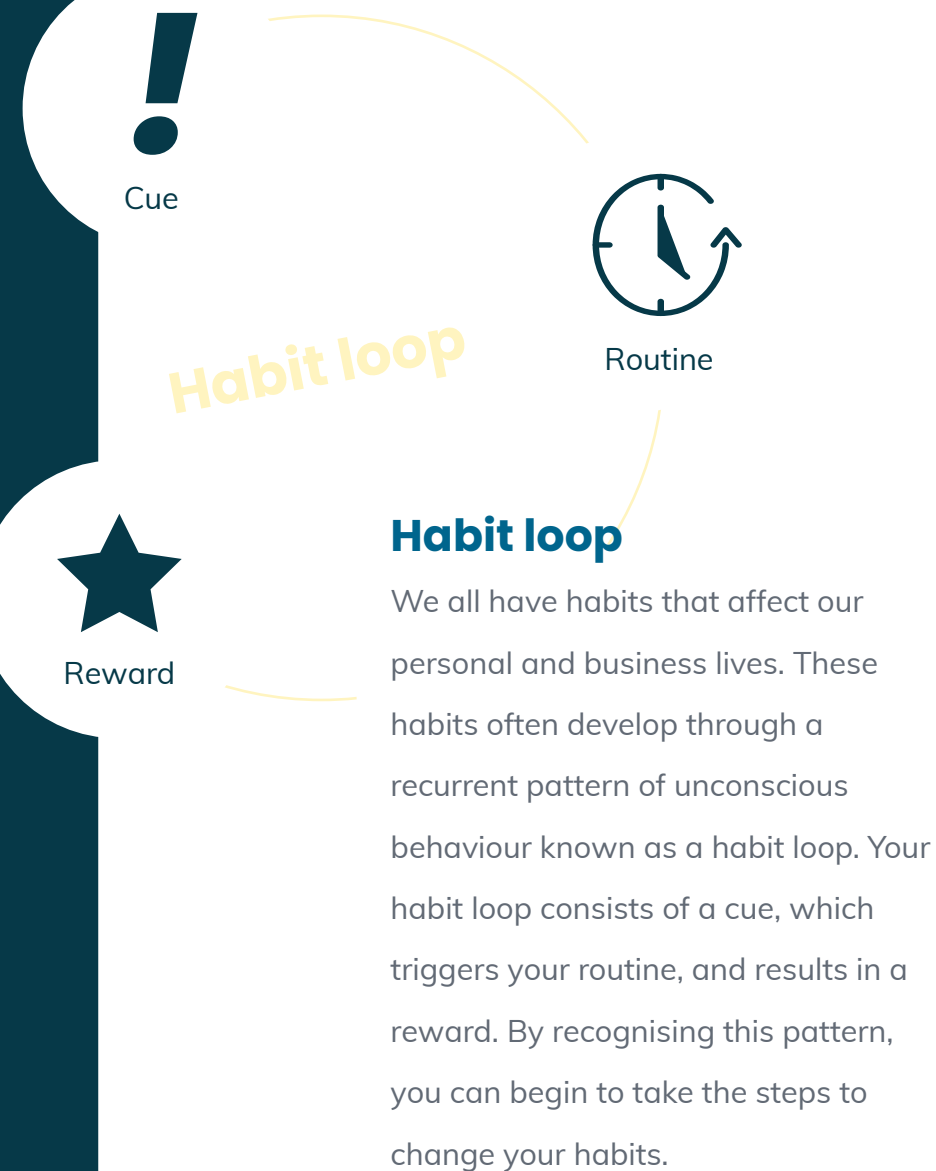 Cue
Routine
Habit loop
Reward
Habit loop
We all have habits that affect our
personal and business lives. These
habits often develop through a
recurrent pattern of unconscious
behaviour known as a habit loop. Your
habit loop consists of a cue, which
triggers your routine, and results in a
reward. By recognising this pattern,
you can begin to take the steps to
change your habits.